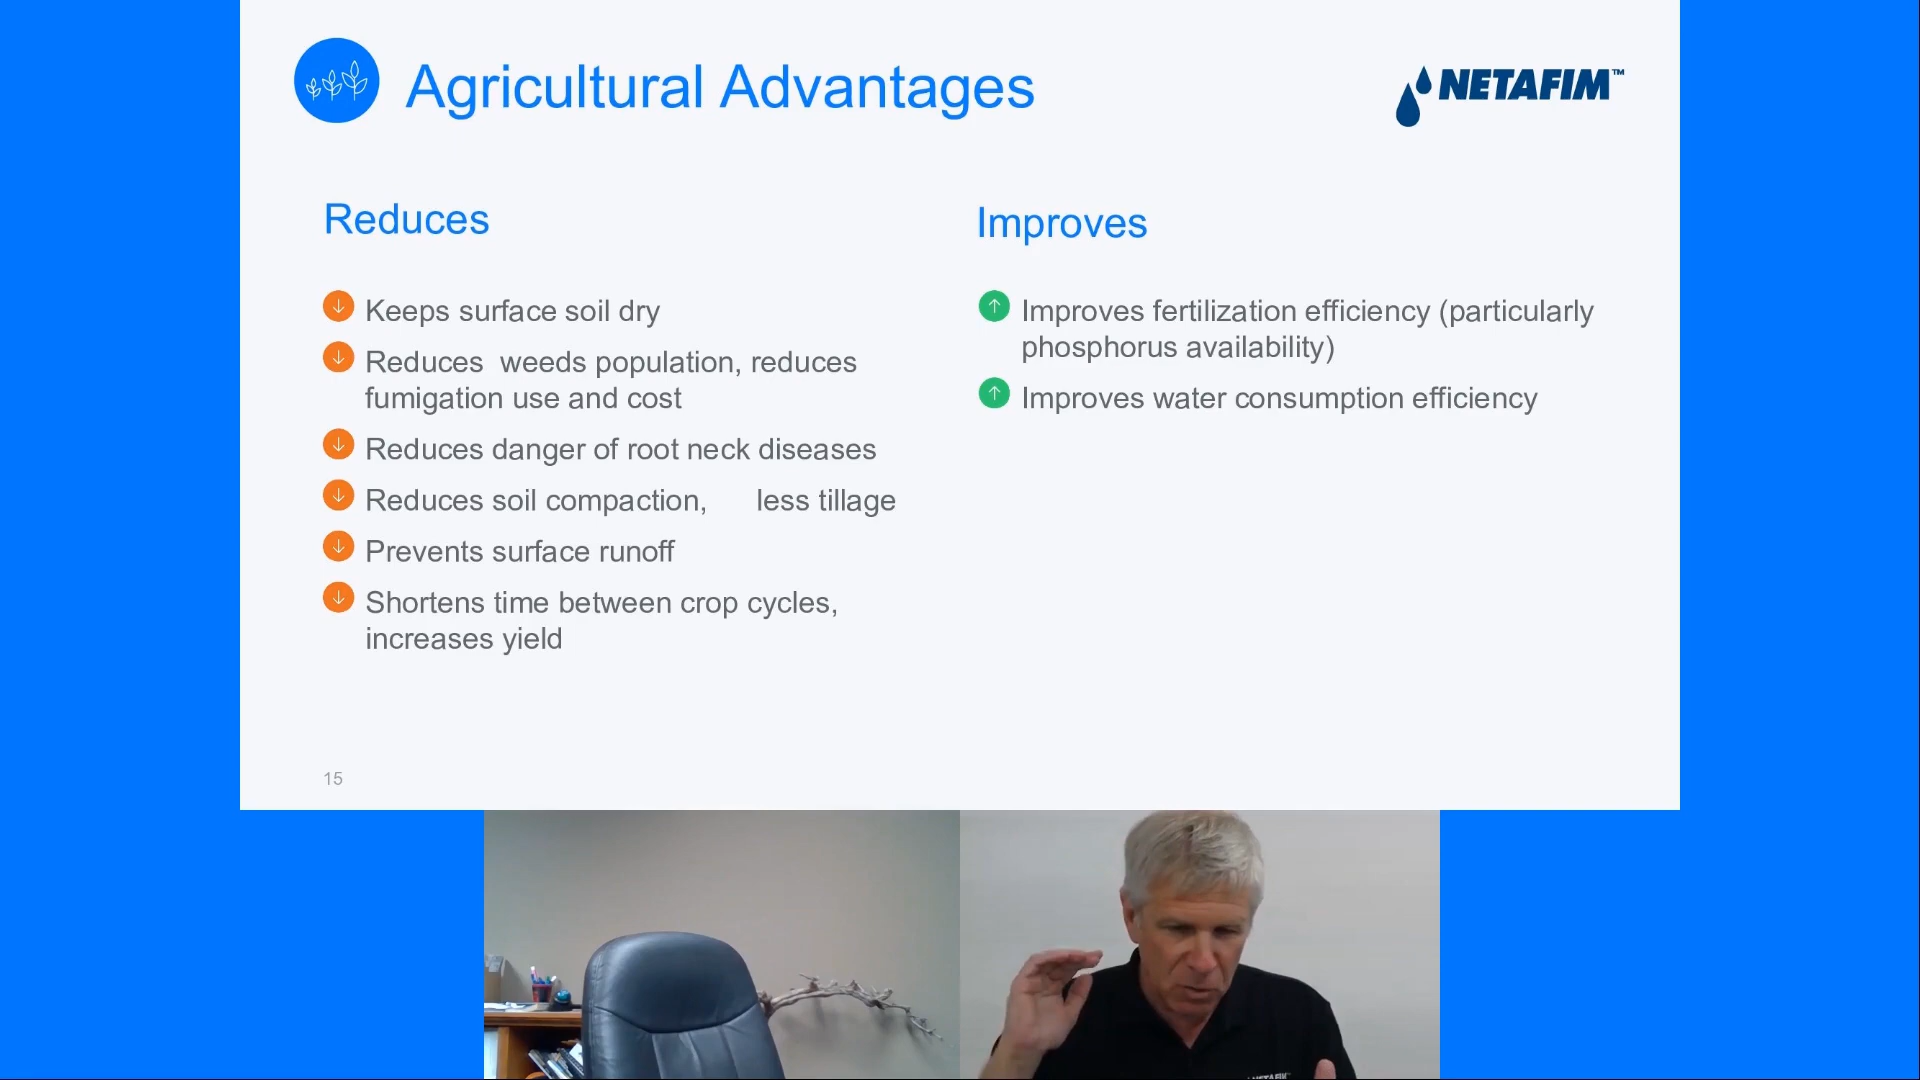 Agricultural Advantages
NETAFIM™
Reduces
Keeps surface soil dry
Reduces  weeds population, reduces
fumigation use and cost
Reduces danger of root neck diseases
Reduces soil compaction,      less tillage
Prevents surface runoff
Shortens time between crop cycles,
increases yield
Improves
Improves fertilization efficiency (particularly
phosphorus availability)
Improves water consumption efficiency
15